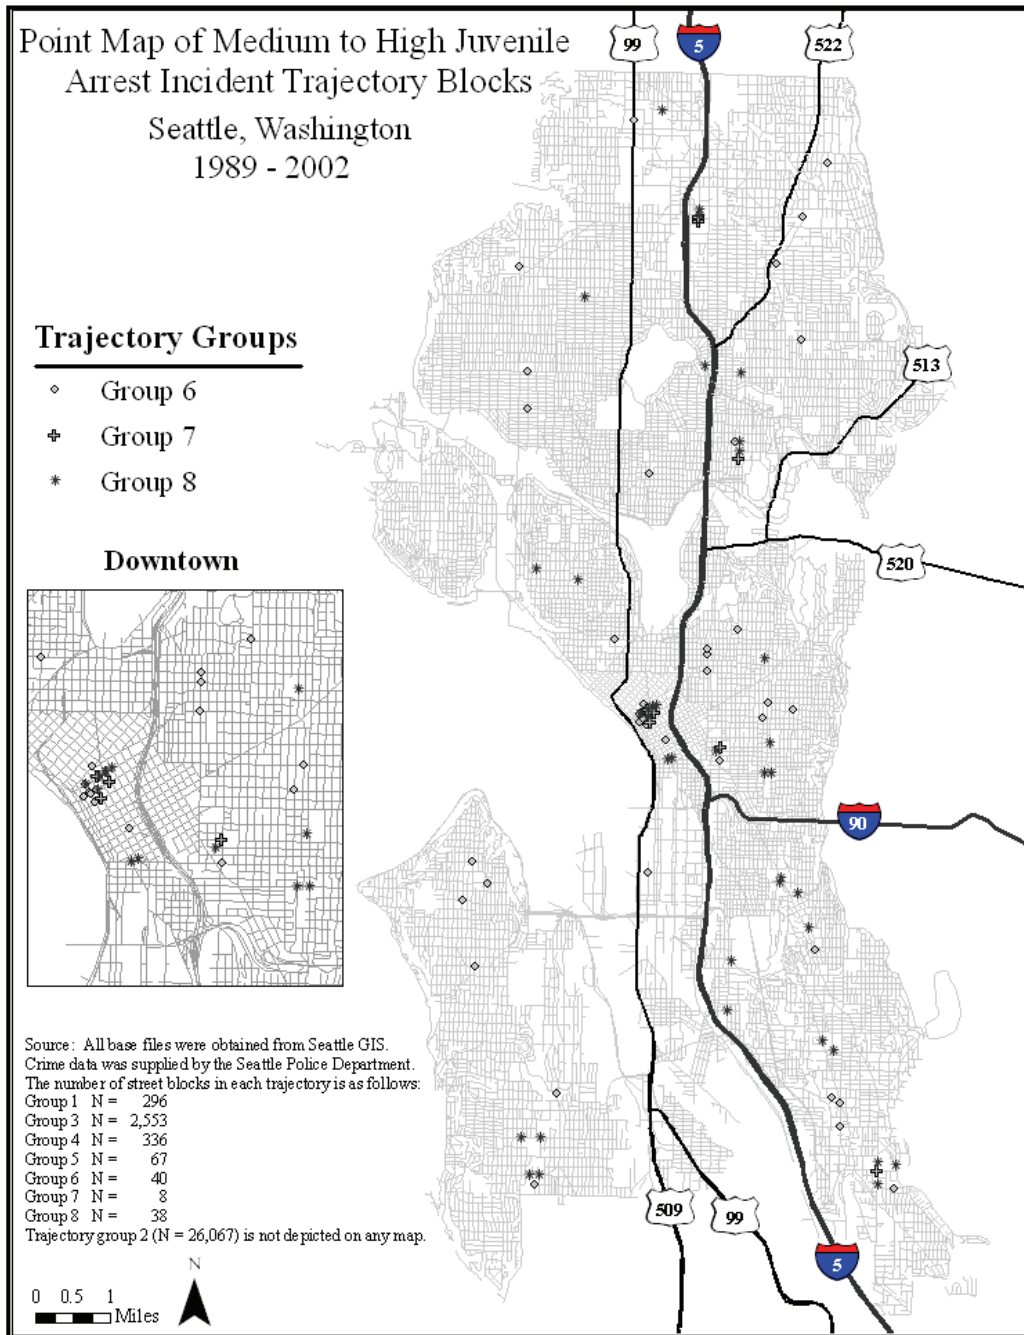 Point Map of Medium to High Juvenile
Arrest Incident Trajectory Blocks
Seattle, Washington
1989 - 2002
99
5
522
513
520
90
509
99
5
Trajectory Groups
Group 6
Group 7
Group 8
Downtown
Source: All base files were obtained from Seattle GIS.
Crime data was supplied by the Seattle Police Department.
The number of street blocks in each trajectory is as follows:
Group 1 N = 296
Group 3 N = 2,553
Group 4 N = 336
Group 5 N = 67
Group 6 N = 40
Group 7 N = 8
Group 8 N = 38
Trajectory group 2 (N = 26,067) is not depicted on any map.
N
0 0.5 1
Miles